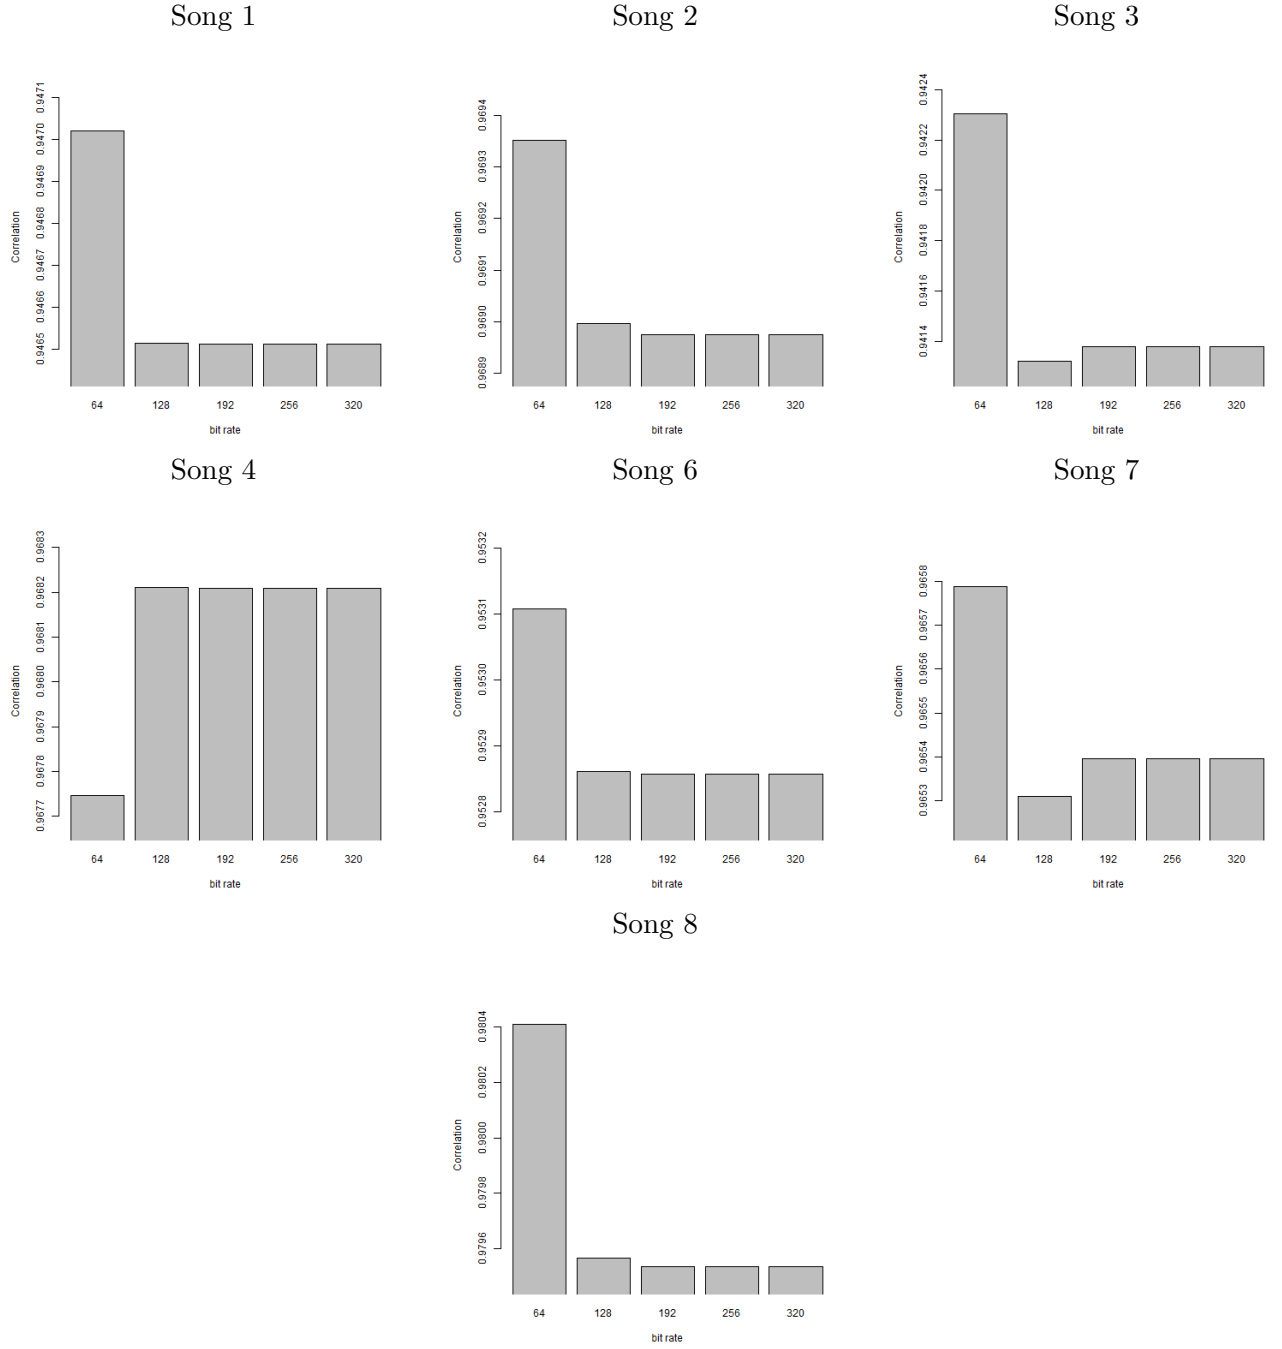 Song 1
Song 2
Song 3
Correlation
0.9465 0.9466 0.9467 0.9468 0.9469 0.9470 0.9471
64 128 192 256 320
bit rate
Correlation
0.9689 0.9690 0.9691 0.9692 0.9693 0.9694
64 128 192 256 320
bit rate
Correlation
0.9414 0.9416 0.9418 0.9420 0.9422 0.9424
64 128 192 256 320
bit rate
Song 4
Song 6
Song 7
Correlation
0.9677 0.9678 0.9679 0.9680 0.9681 0.9682 0.9683
64 128 192 256 320
bit rate
Correlation
0.9528 0.9529 0.9530 0.9531 0.9532
64 128 192 256 320
bit rate
Correlation
0.9653 0.9654 0.9655 0.9656 0.9657 0.9658
64 128 192 256 320
bit rate
Song 8
Correlation
0.9796 0.9798 0.9800 0.9802 0.9804
64 128 192 256 320
bit rate